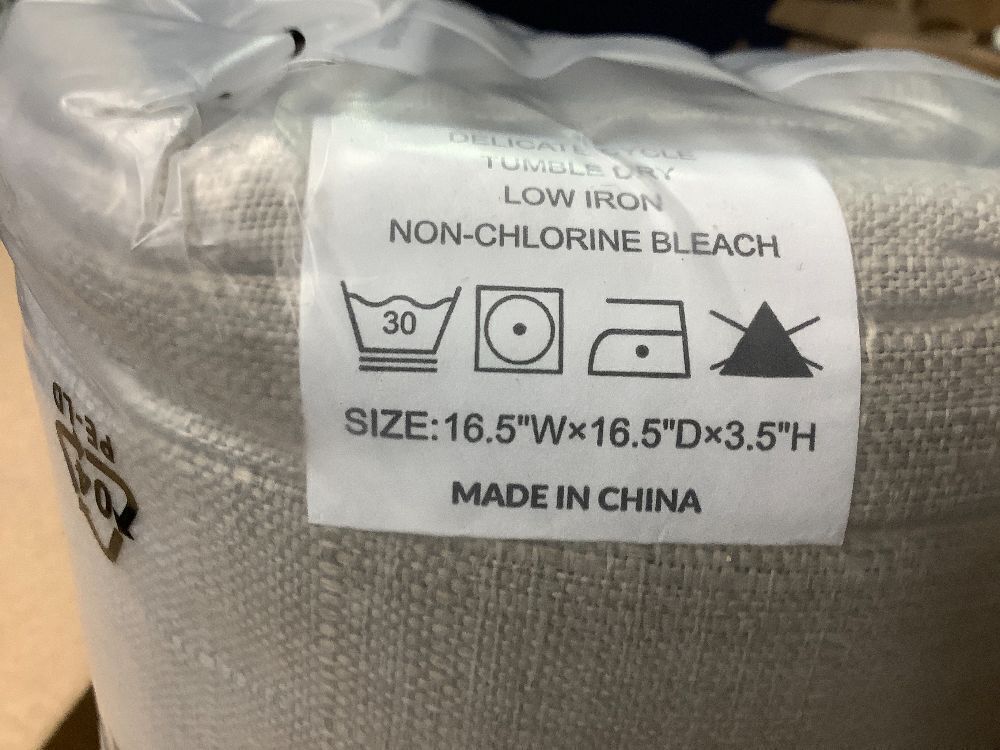 DELICATE CYCLE
TUMBLE DRY
LOW IRON
NON-CHLORINE BLEACH
30
SIZE: 16.5"W×16.5"D×3.5"H
MADE IN CHINA
04
PE-LD